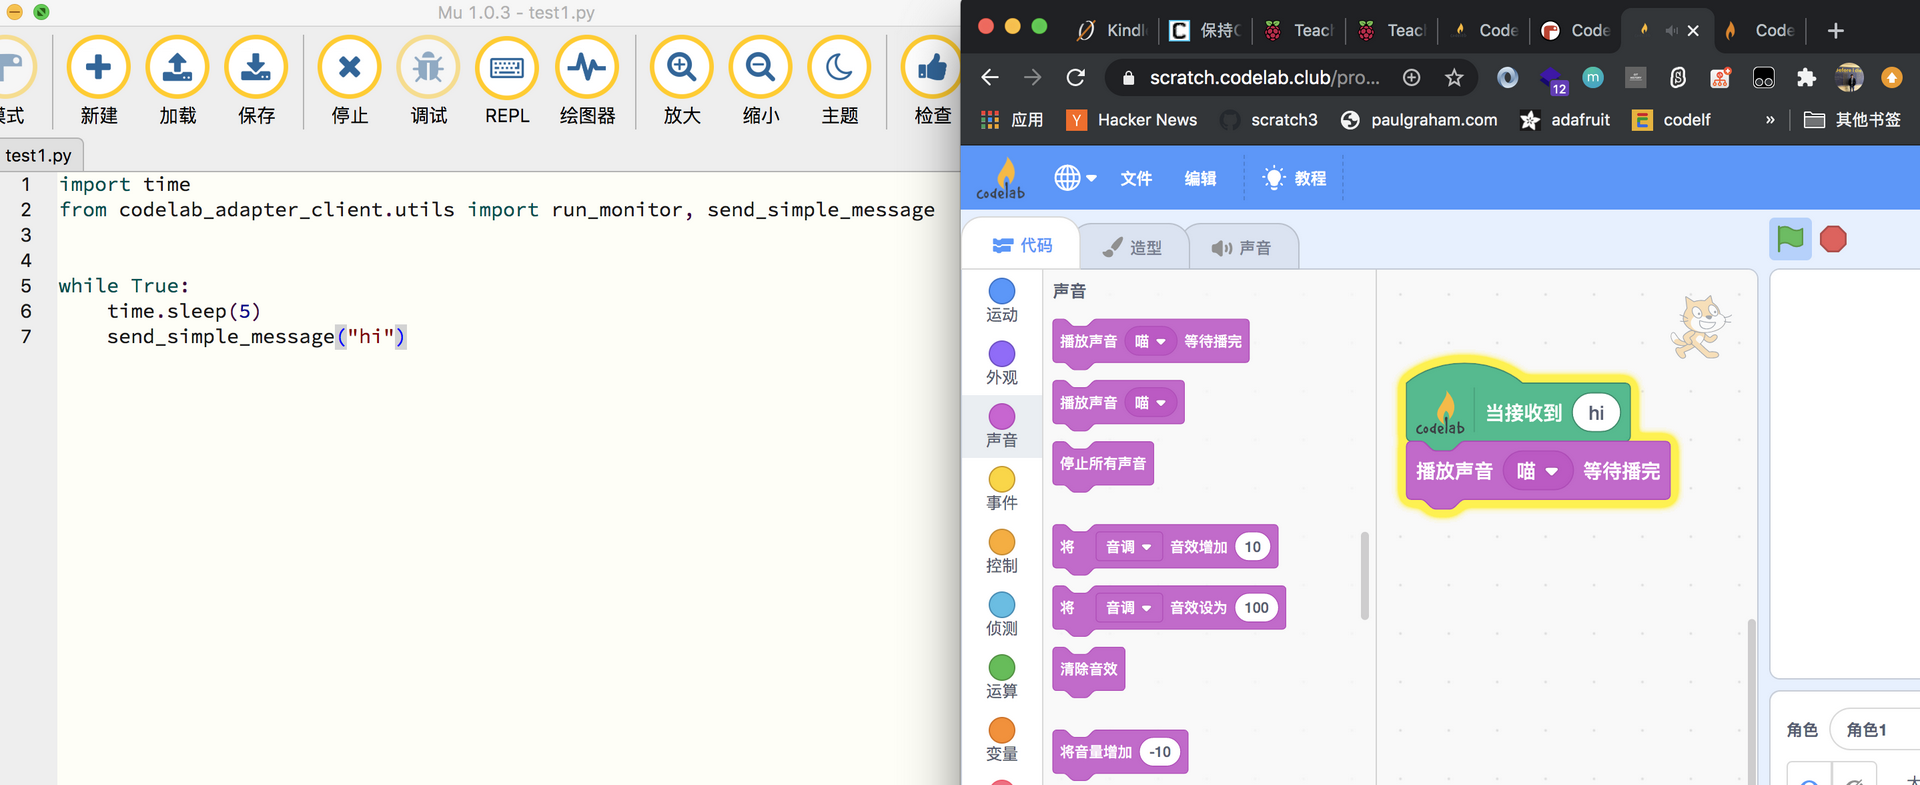 Mu 1.0.3 - test1.py
新建
加载
保存
停止
调试
REPL
绘图器
放大
缩小
主题
检查
test1.py
1 import time
2 from codelab_adapter_client.utils import run_monitor, send_simple_message
3
4
5 while True:
6 time.sleep(5)
7 send_simple_message("hi")
Kindl
保持
Teac
Teac
Code
Code
Code
scratch.codelab.club/pro...
12
应用
Hacker News
scratch3
paulgraham.com
adafruit
codelf
»
其他书签
codelab
文件
编辑
教程
代码
造型
声音
运动
外观
声音
事件
控制
侦测
运算
变量
声音
播放声音 喵 等待播完
播放声音 喵
停止所有声音
将 音调 音效增加 10
将 音调 音效设为 100
清除音效
将音量增加 -10
codelab 当接收到 hi
播放声音 喵 等待播完
角色 角色1